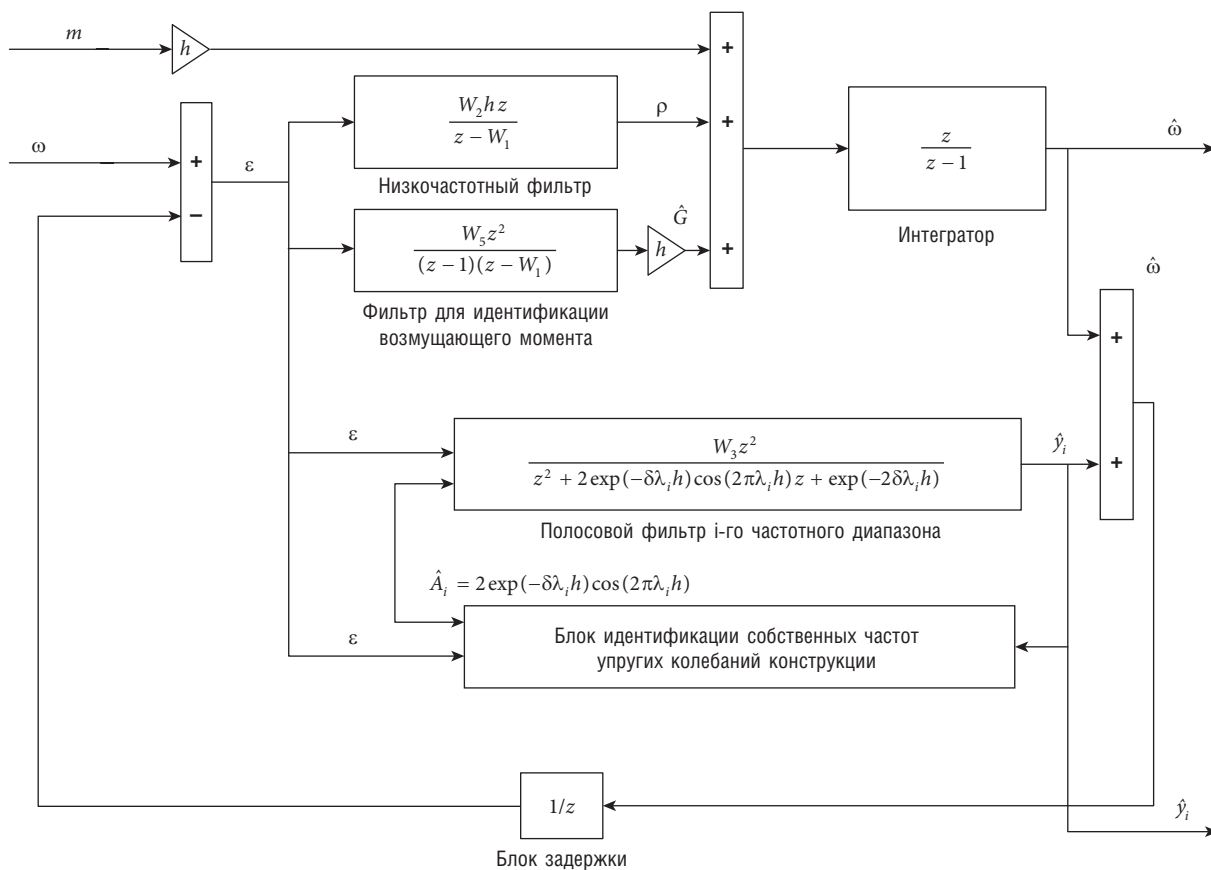 m
h
+
W₂hz
z – W₁
ρ
+
ω
+
ε
−
Низкочастотный фильтр
z
z – 1
ω̂
Интегратор
W₅z²
(z – 1)(z – W₁)
h
Ĝ
+
Фильтр для идентификации
возмущающего момента
ω̂
+
ε
W₃z²
z² + 2exp(–δλᵢh)cos(2πλᵢh)z + exp(–2δλᵢh)
ŷᵢ
+
Полосовой фильтр i-го частотного диапазона
Âᵢ = 2exp(–δλᵢh)cos(2πλᵢh)
ε
Блок идентификации собственных частот
упругих колебаний конструкции
1/z
ŷᵢ
Блок задержки